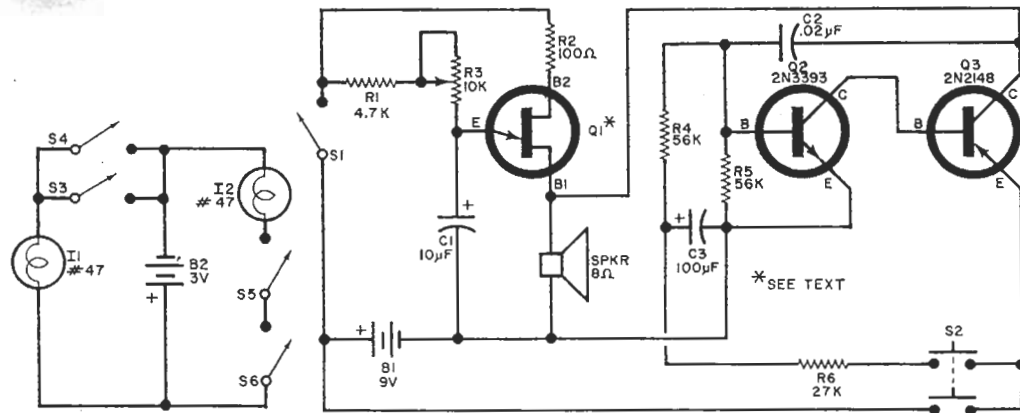 C2
.02µF
R2
100Ω
Q2
2N3393
Q3
2N2148
R3
10K
B2
C
C
R1
4.7K
E
Q1*
R4
56K
B
B
S4
S1
S3
B1
R5
56K
E
E
I2
#47
I1
#47
+
C1
10µF
+
C3
100µF
B2
3V
+
SPKR
8Ω
*SEE TEXT
S5
+
B1
9V
S2
S6
R6
27K